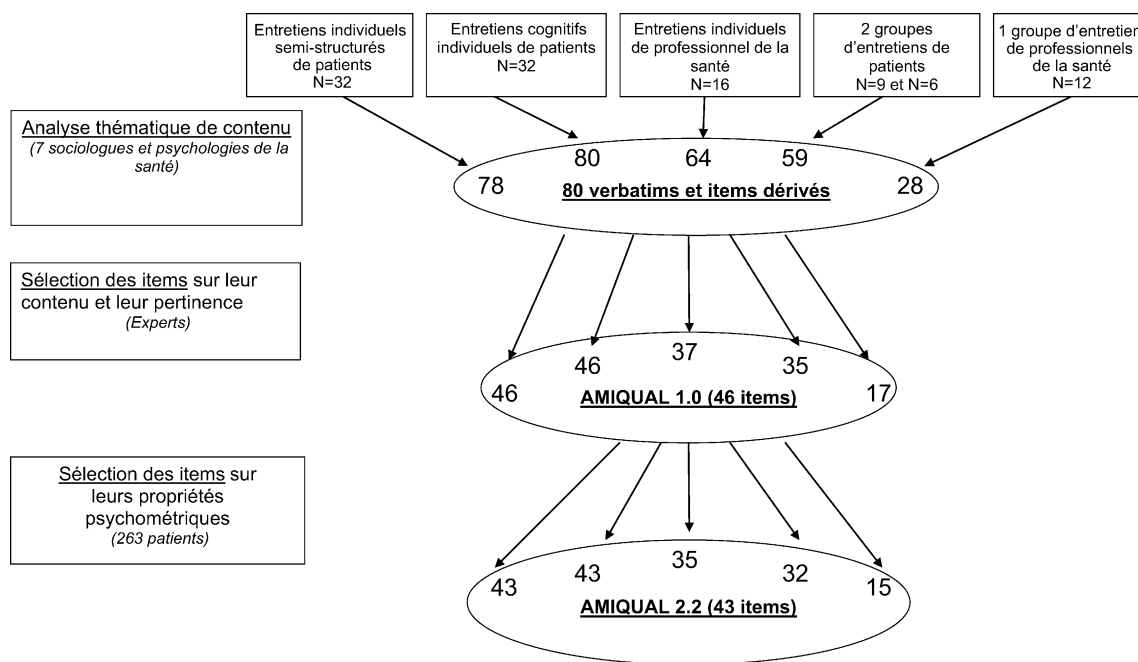 Entretiens individuels
semi-structurés
de patients
N=32
Entretiens cognitifs
individuels de patients
N=32
Entretiens individuels
de professionnel de la
santé
N=16
2 groupes
d’entretiens de
patients
N=9 et N=6
1 groupe d’entretien
de professionnels
de la santé
N=12
Analyse thématique de contenu
(7 sociologues et psychologies de la
santé)
80 64 59
78 28
80 verbatims et items dérivés
Sélection des items sur leur
contenu et leur pertinence
(Experts)
46 37 35
46 17
AMIQUAL 1.0 (46 items)
Sélection des items sur
leurs propriétés
psychométriques
(263 patients)
43 43 35 32 15
AMIQUAL 2.2 (43 items)